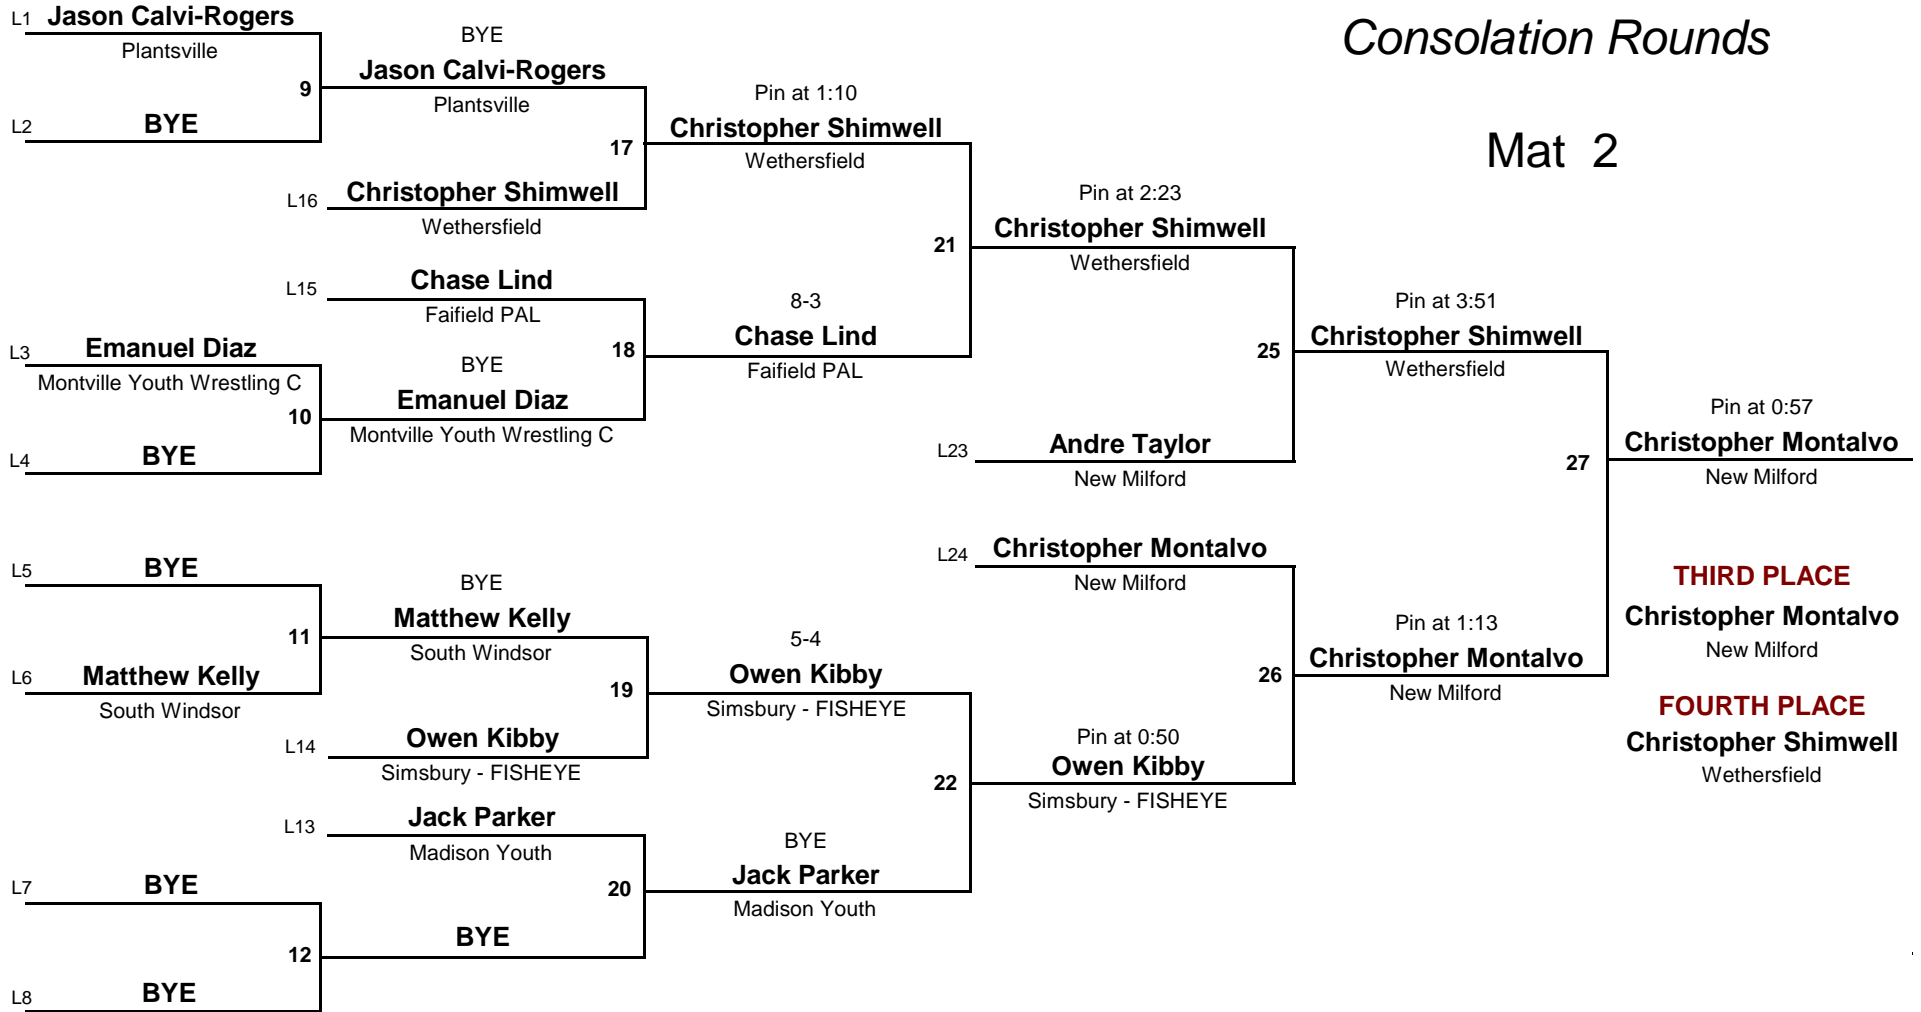 Consolation Rounds
Mat 2
L1 Jason Calvi-Rogers
Plantsville
9
L2 BYE
BYE
Jason Calvi-Rogers
Plantsville
17
L16 Christopher Shimwell
Wethersfield
L15 Chase Lind
Faifield PAL
18
L3 Emanuel Diaz
Montville Youth Wrestling C
10
L4 BYE
BYE
Emanuel Diaz
Montville Youth Wrestling C
L5 BYE
11
L6 Matthew Kelly
South Windsor
BYE
Matthew Kelly
South Windsor
19
L14 Owen Kibby
Simsbury - FISHEYE
L13 Jack Parker
Madison Youth
20
L7 BYE
12
L8 BYE
BYE
Pin at 1:10
Christopher Shimwell
Wethersfield
21
8-3
Chase Lind
Faifield PAL
5-4
Owen Kibby
Simsbury - FISHEYE
22
BYE
Jack Parker
Madison Youth
Pin at 2:23
Christopher Shimwell
Wethersfield
25
L23 Andre Taylor
New Milford
L24 Christopher Montalvo
New Milford
26
Pin at 0:50
Owen Kibby
Simsbury - FISHEYE
Pin at 3:51
Christopher Shimwell
Wethersfield
27
Pin at 1:13
Christopher Montalvo
New Milford
Pin at 0:57
Christopher Montalvo
New Milford
THIRD PLACE
Christopher Montalvo
New Milford
FOURTH PLACE
Christopher Shimwell
Wethersfield